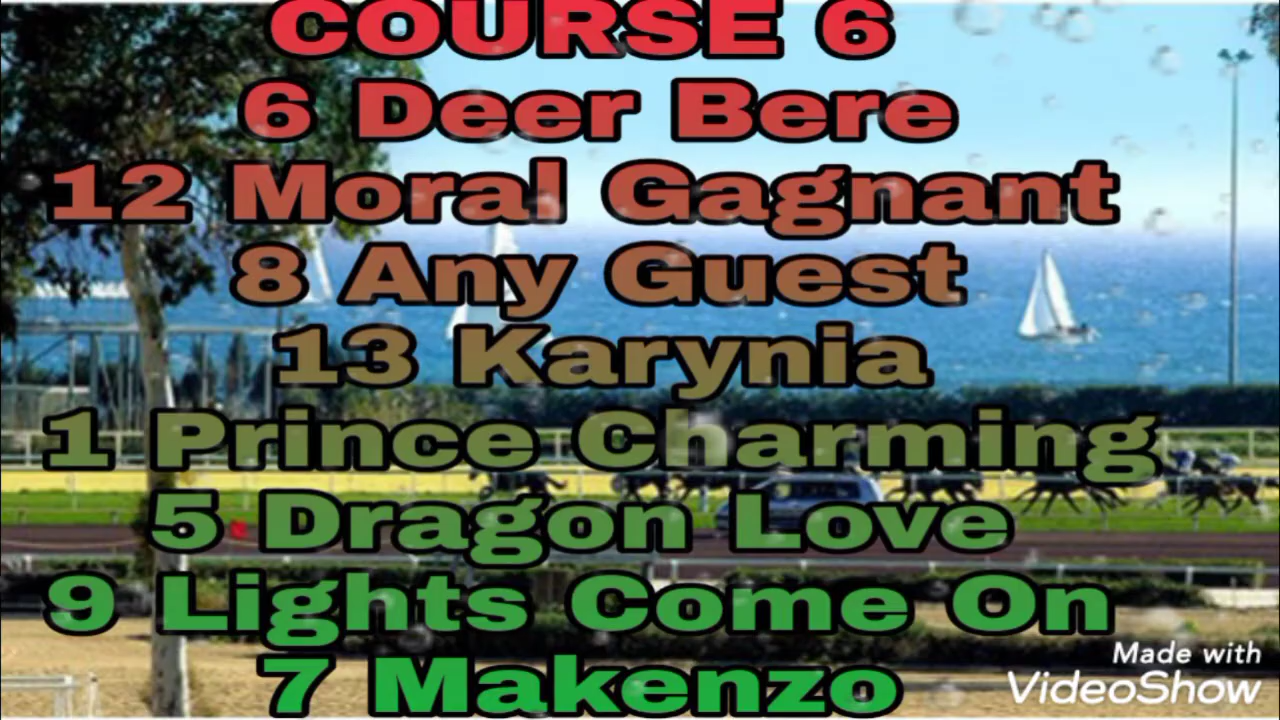 COURSE 6
6 Deer Bere
12 Moral Gagnant
8 Any Guest
13 Karynia
1 Prince Charming
5 Dragon Love
9 Lights Come On
7 Makenzo
Made with
VideoShow